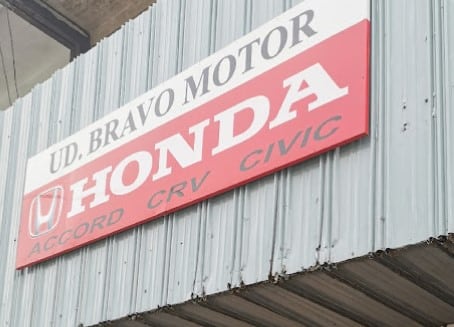 UD. BRAVO MOTOR
HONDA
ACCORD CRV CIVIC